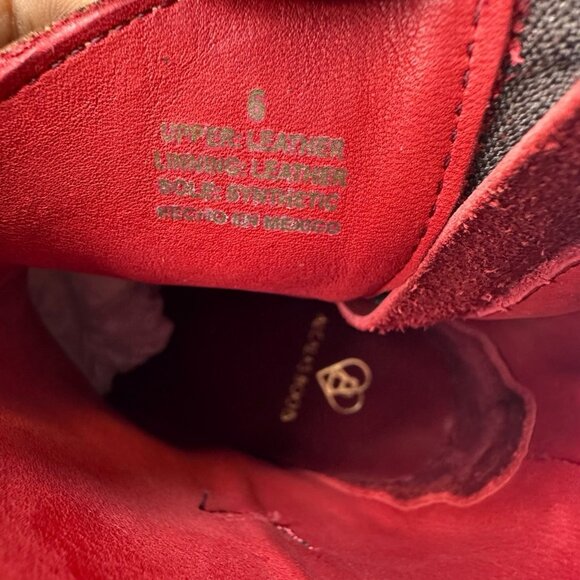 6
UPPER: LEATHER
LINING: LEATHER
SOLE: SYNTHETIC
HECHO EN MEXICO